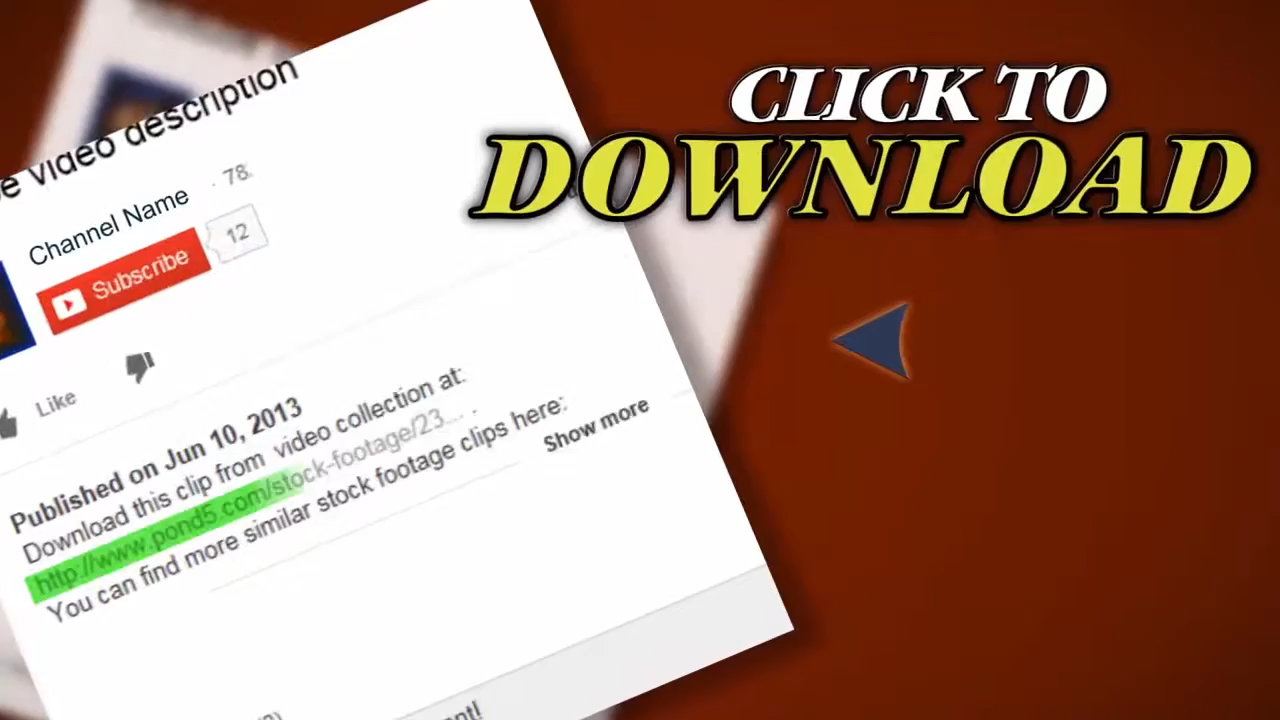 CLICK TO
DOWNLOAD
video description
Channel Name
78
Subscribe
12
Like
Published on Jun 10, 2013
Download this clip from video collection at:
http://www.pond5.com/stock-footage/23...
You can find more similar stock footage clips here:
Show more